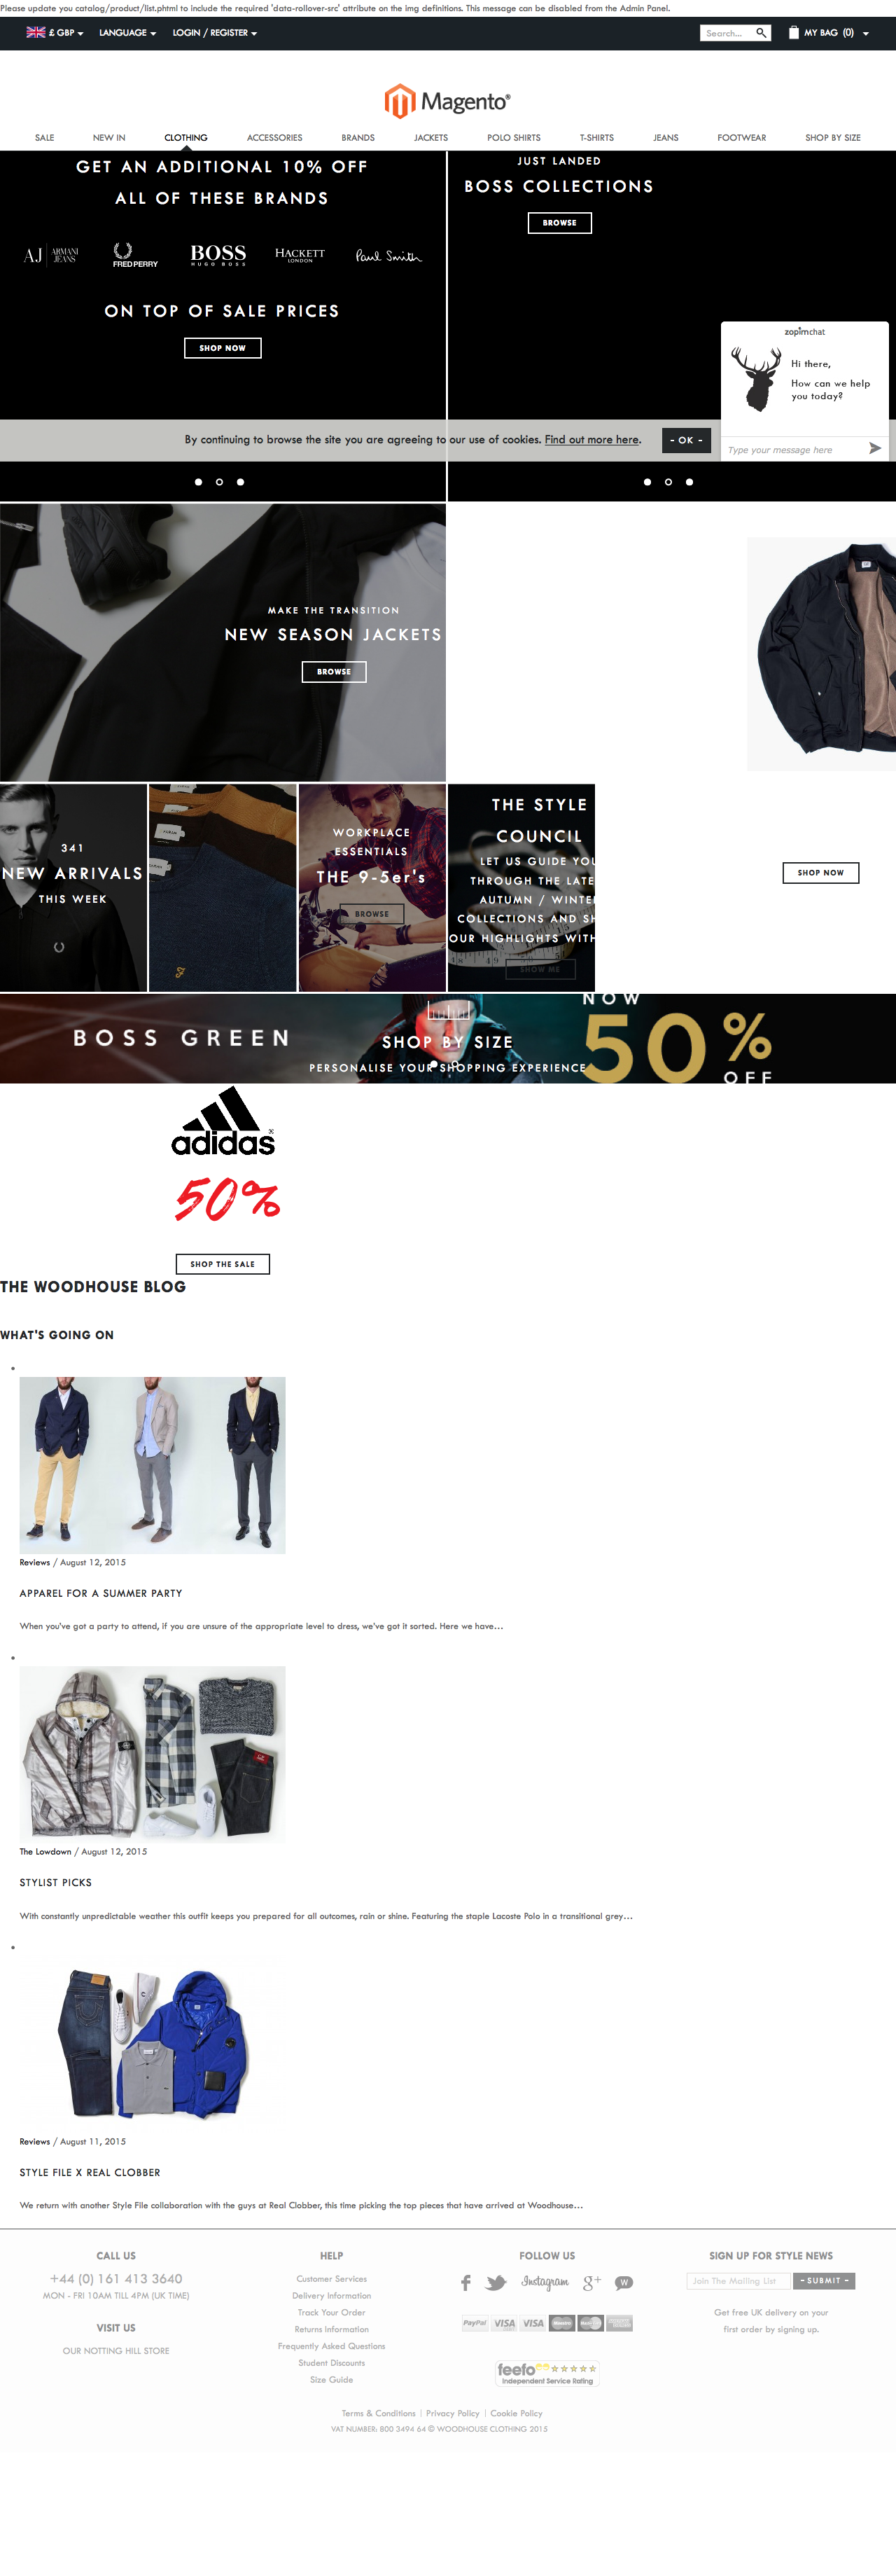 Please update you catalog/product/list.phtml to include the required 'data-rollover-src' attribute on the img definitions. This message can be disabled from the Admin Panel.
£ GBP LANGUAGE LOGIN / REGISTER Search... MY BAG (0)
Magento®
SALE NEW IN CLOTHING ACCESSORIES BRANDS JACKETS POLO SHIRTS T-SHIRTS JEANS FOOTWEAR SHOP BY SIZE
GET AN ADDITIONAL 10% OFF
ALL OF THESE BRANDS
AJ ARMANI JEANS FRED PERRY BOSS HUGO BOSS HACKETT LONDON Paul Smith
ON TOP OF SALE PRICES
SHOP NOW
JUST LANDED
BOSS COLLECTIONS
BROWSE
zopim chat
Hi there,
How can we help
you today?
Type your message here
By continuing to browse the site you are agreeing to our use of cookies. Find out more here.
- OK -
MAKE THE TRANSITION
NEW SEASON JACKETS
BROWSE
341
NEW ARRIVALS
THIS WEEK
WORKPLACE
ESSENTIALS
THE 9-5er's
BROWSE
THE STYLE
COUNCIL
LET US GUIDE YOU
THROUGH THE LATE
AUTUMN / WINTE
COLLECTIONS AND SH
OUR HIGHLIGHTS WITH
SHOW ME
SHOP NOW
BOSS GREEN
SHOP BY SIZE
PERSONALISE YOUR SHOPPING EXPERIENCE
NOW
50%
OFF
adidas®
50%
SHOP THE SALE
THE WOODHOUSE BLOG
WHAT'S GOING ON
Reviews / August 12, 2015
APPAREL FOR A SUMMER PARTY
When you've got a party to attend, if you are unsure of the appropriate level to dress, we've got it sorted. Here we have...
The Lowdown / August 12, 2015
STYLIST PICKS
With constantly unpredictable weather this outfit keeps you prepared for all outcomes, rain or shine. Featuring the staple Lacoste Polo in a transitional grey...
Reviews / August 11, 2015
STYLE FILE X REAL CLOBBER
We return with another Style File collaboration with the guys at Real Clobber, this time picking the top pieces that have arrived at Woodhouse...
CALL US
+44 (0) 161 413 3640
MON - FRI 10AM TILL 4PM (UK TIME)
VISIT US
OUR NOTTING HILL STORE
HELP
Customer Services
Delivery Information
Track Your Order
Returns Information
Frequently Asked Questions
Student Discounts
Size Guide
FOLLOW US
f Instagram g+ W
PayPal VISA VISA
feefo
Independent Service Rating
SIGN UP FOR STYLE NEWS
Join The Mailing List - SUBMIT -
Get free UK delivery on your
first order by signing up.
Terms & Conditions | Privacy Policy | Cookie Policy
VAT NUMBER: 800 3494 64 © WOODHOUSE CLOTHING 2015